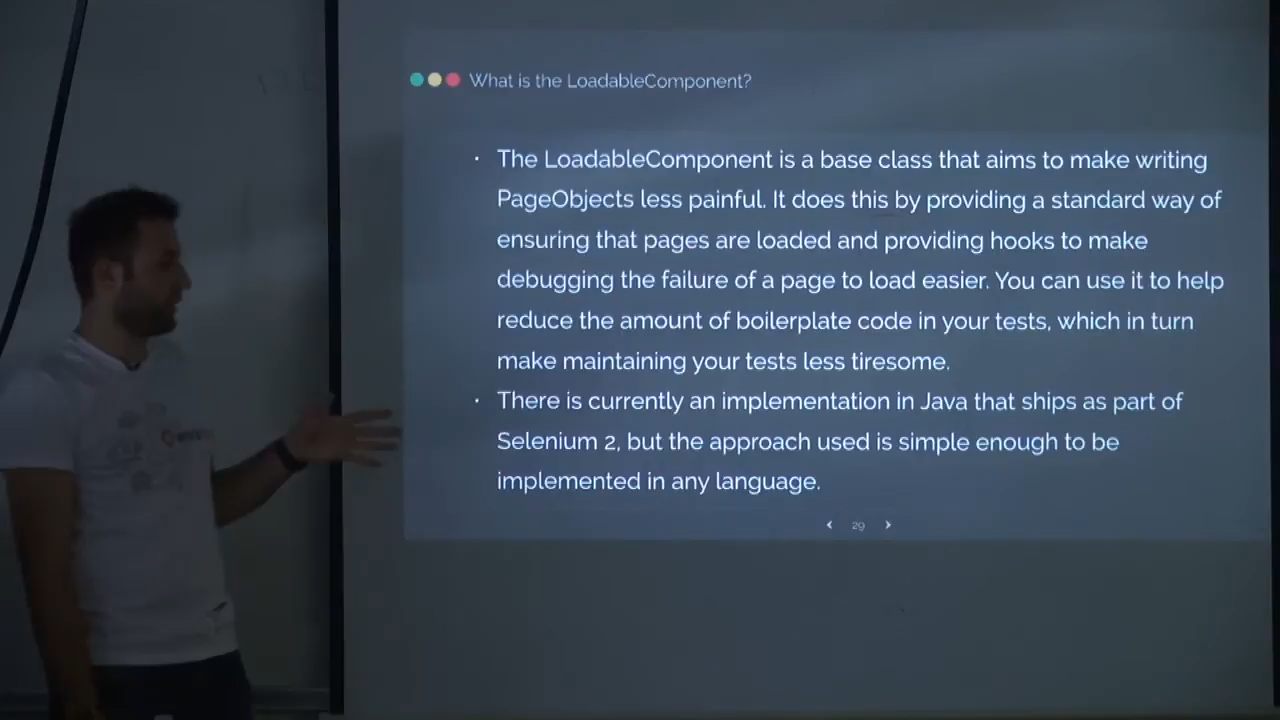 What is the LoadableComponent?
· The LoadableComponent is a base class that aims to make writing
PageObjects less painful. It does this by providing a standard way of
ensuring that pages are loaded and providing hooks to make
debugging the failure of a page to load easier. You can use it to help
reduce the amount of boilerplate code in your tests, which in turn
make maintaining your tests less tiresome.
· There is currently an implementation in Java that ships as part of
Selenium 2, but the approach used is simple enough to be
implemented in any language.
29